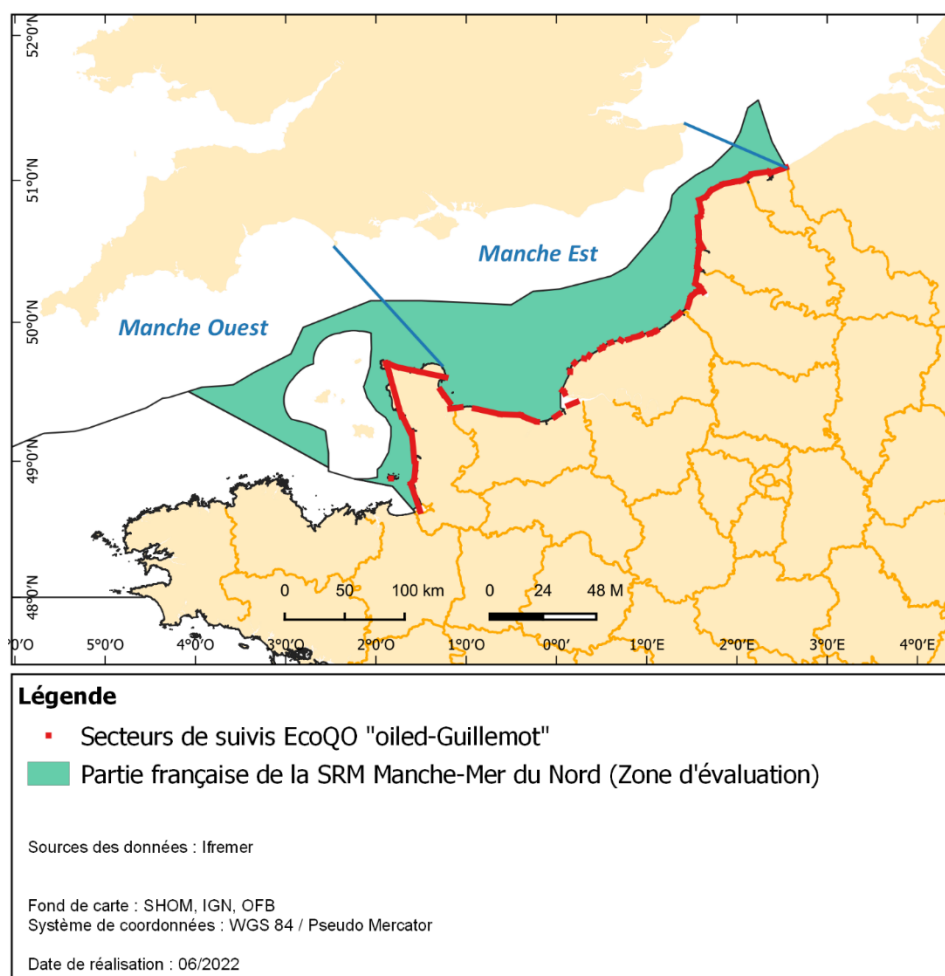 52°0'N
51°0'N
50°0'N
49°0'N
48°0'N
Manche Est
Manche Ouest
0 50 100 km
0 24 48 M
°0' 5°0' 4°0' 3°0' 2°0' 1°0' 0°0' 1°0' 2°0' 3°0' 4°0'
Légende
Secteurs de suivis EcoQO "oiled-Guillemot"
Partie française de la SRM Manche-Mer du Nord (Zone d'évaluation)
Sources des données : Ifremer
Fond de carte : SHOM, IGN, OFB
Système de coordonnées : WGS 84 / Pseudo Mercator
Date de réalisation : 06/2022